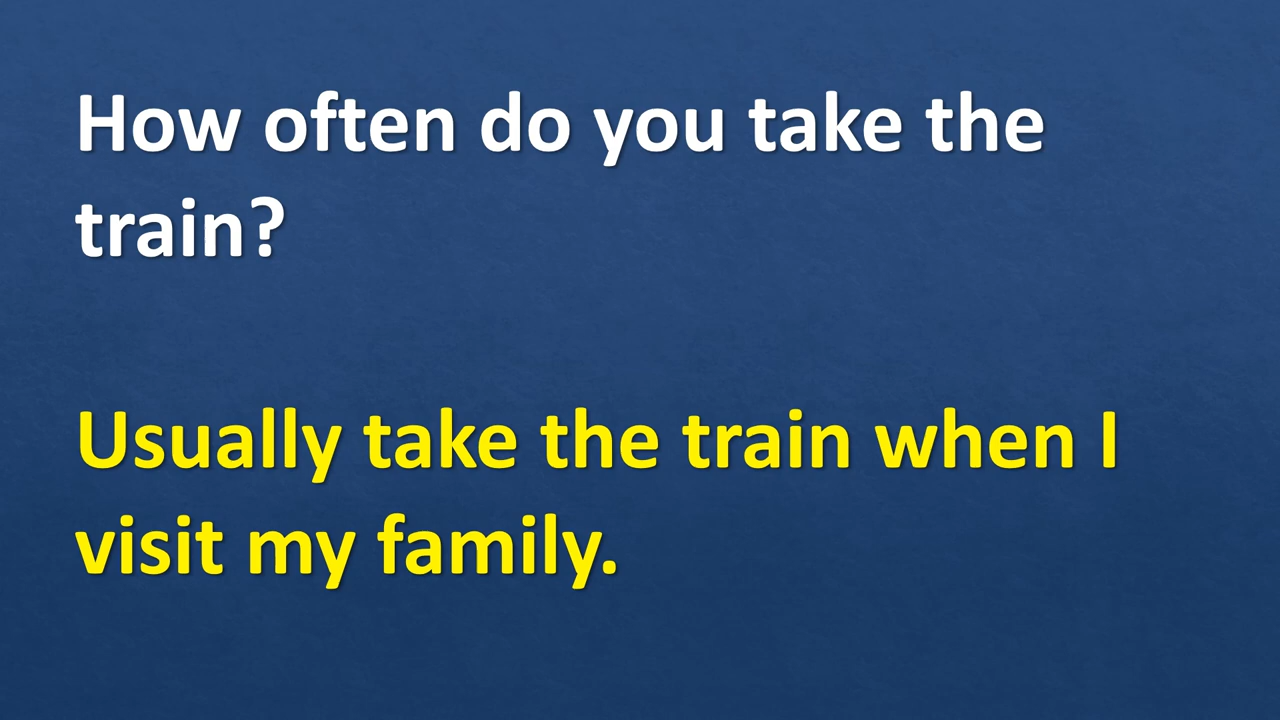 How often do you take the
train?
Usually take the train when I
visit my family.